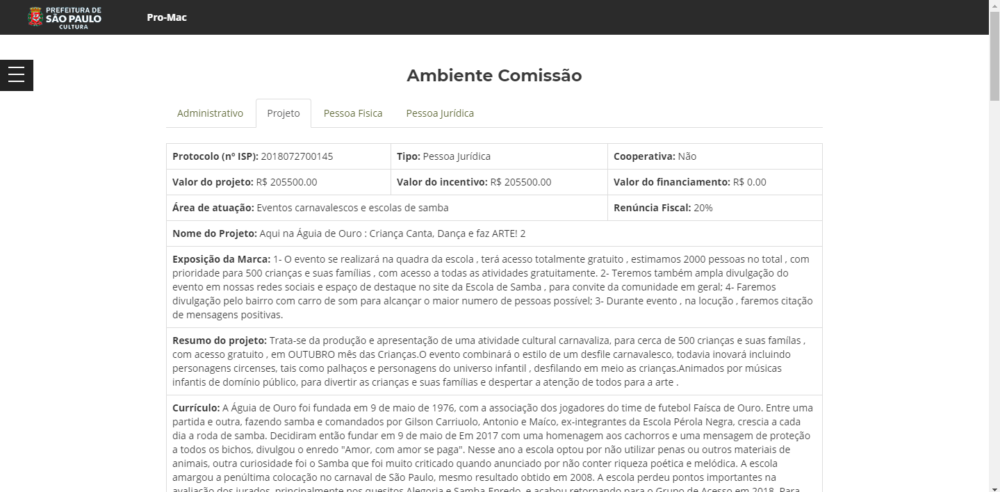 PREFEITURA DE
SÃO PAULO
CULTURA
Pro-Mac
Ambiente Comissão
Administrativo Projeto Pessoa Fisica Pessoa Jurídica
Protocolo (nº ISP): 2018072700145 Tipo: Pessoa Jurídica Cooperativa: Não
Valor do projeto: R$ 205500.00 Valor do incentivo: R$ 205500.00 Valor do financiamento: R$ 0.00
Área de atuação: Eventos carnavalescos e escolas de samba Renúncia Fiscal: 20%
Nome do Projeto: Aqui na Águia de Ouro : Criança Canta, Dança e faz ARTE! 2
Exposição da Marca: 1- O evento se realizará na quadra da escola , terá acesso totalmente gratuito , estimamos 2000 pessoas no total , com
prioridade para 500 crianças e suas famílias , com acesso a todas as atividades gratuitamente. 2- Teremos também ampla divulgação do
evento em nossas redes sociais e espaço de destaque no site da Escola de Samba , para convite da comunidade em geral; 4- Faremos
divulgação pelo bairro com carro de som para alcançar o maior numero de pessoas possível; 3- Durante evento , na locução , faremos citação
de mensagens positivas.
Resumo do projeto: Trata-se da produção e apresentação de uma atividade cultural carnavaliza, para cerca de 500 crianças e suas famílas ,
com acesso gratuito , em OUTUBRO mês das Crianças.O evento combinará o estilo de um desfile carnavalesco, todavia inovará incluindo
personagens circenses, tais como palhaços e personagens do universo infantil , desfilando em meio as crianças.Animados por músicas
infantis de domínio público, para divertir as crianças e suas famílias e despertar a atenção de todos para a arte .
Currículo: A Águia de Ouro foi fundada em 9 de maio de 1976, com a associação dos jogadores do time de futebol Faísca de Ouro. Entre uma
partida e outra, fazendo samba e comandados por Gilson Carriuolo, Antonio e Maíco, ex-integrantes da Escola Pérola Negra, crescia a cada
dia a roda de samba. Decidiram então fundar em 9 de maio de Em 2017 com uma homenagem aos cachorros e uma mensagem de proteção
a todos os bichos, divulgou o enredo "Amor, com amor se paga". Nesse ano a escola optou por não utilizar penas ou outros materiais de
animais, outra curiosidade foi o Samba que foi muito criticado quando anunciado por não conter riqueza poética e melódica. A escola
amargou a penúltima colocação no carnaval de São Paulo, mesmo resultado obtido em 2008. A escola perdeu pontos importantes na
avaliação dos jurados, principalmente nos quesitos Alegoria e Samba-Enredo, e acabou retornando para o Grupo de Acesso em 2018. Para